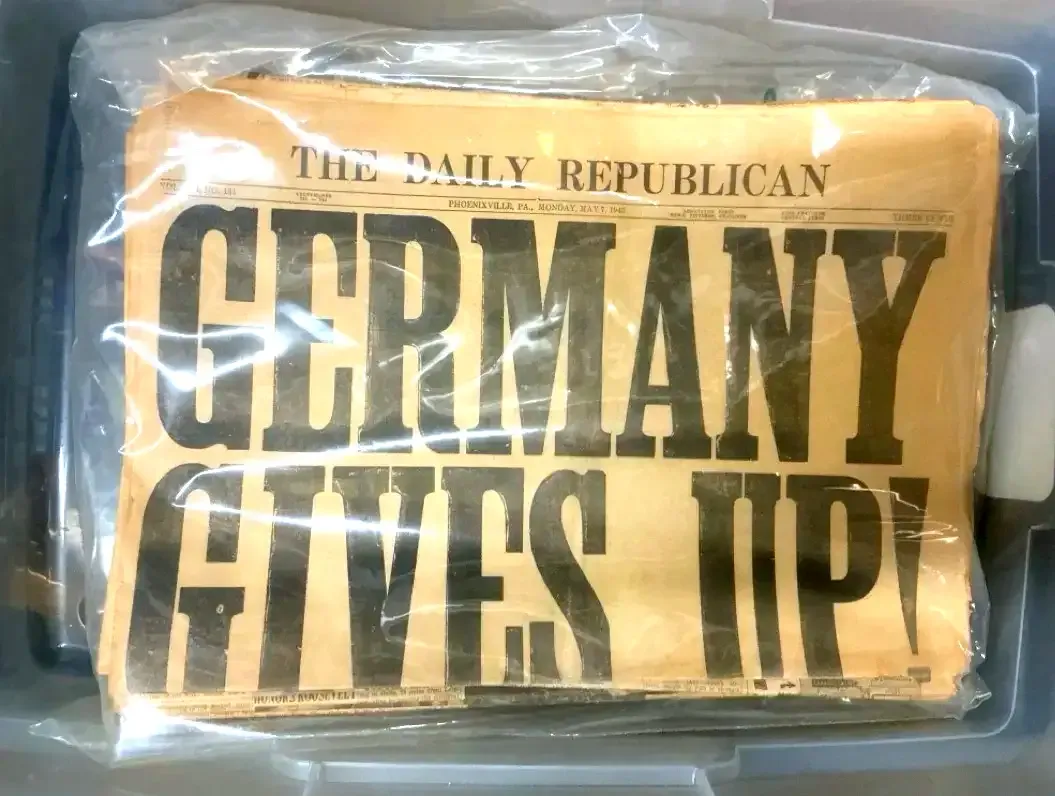 THE DAILY REPUBLICAN
PHOENIXVILLE, PA., MONDAY, MAY 7, 1945
GERMANY
GIVES UP!